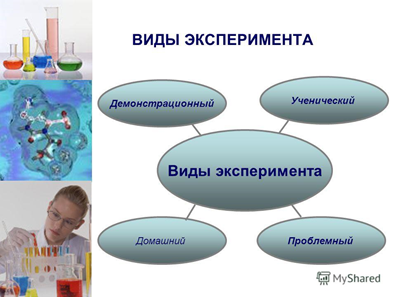 ВИДЫ ЭКСПЕРИМЕНТА
Демонстрационный
Ученический
Виды эксперимента
Домашний
Проблемный
MyShared